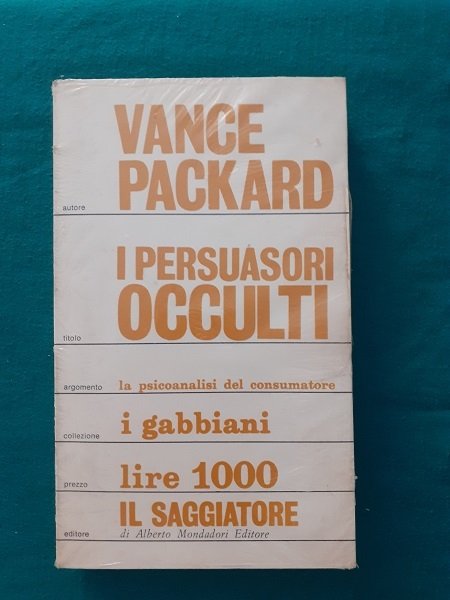 VANCE
autore PACKARD
I PERSUASORI
titolo OCCULTI
argomento la psicoanalisi del consumatore
collezione i gabbiani
prezzo lire 1000
IL SAGGIATORE
editore di Alberto Mondadori Editore